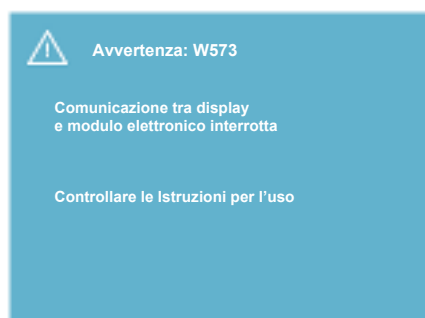 Avvertenza: W573
Comunicazione tra display
e modulo elettronico interrotta
Controllare le Istruzioni per l'uso